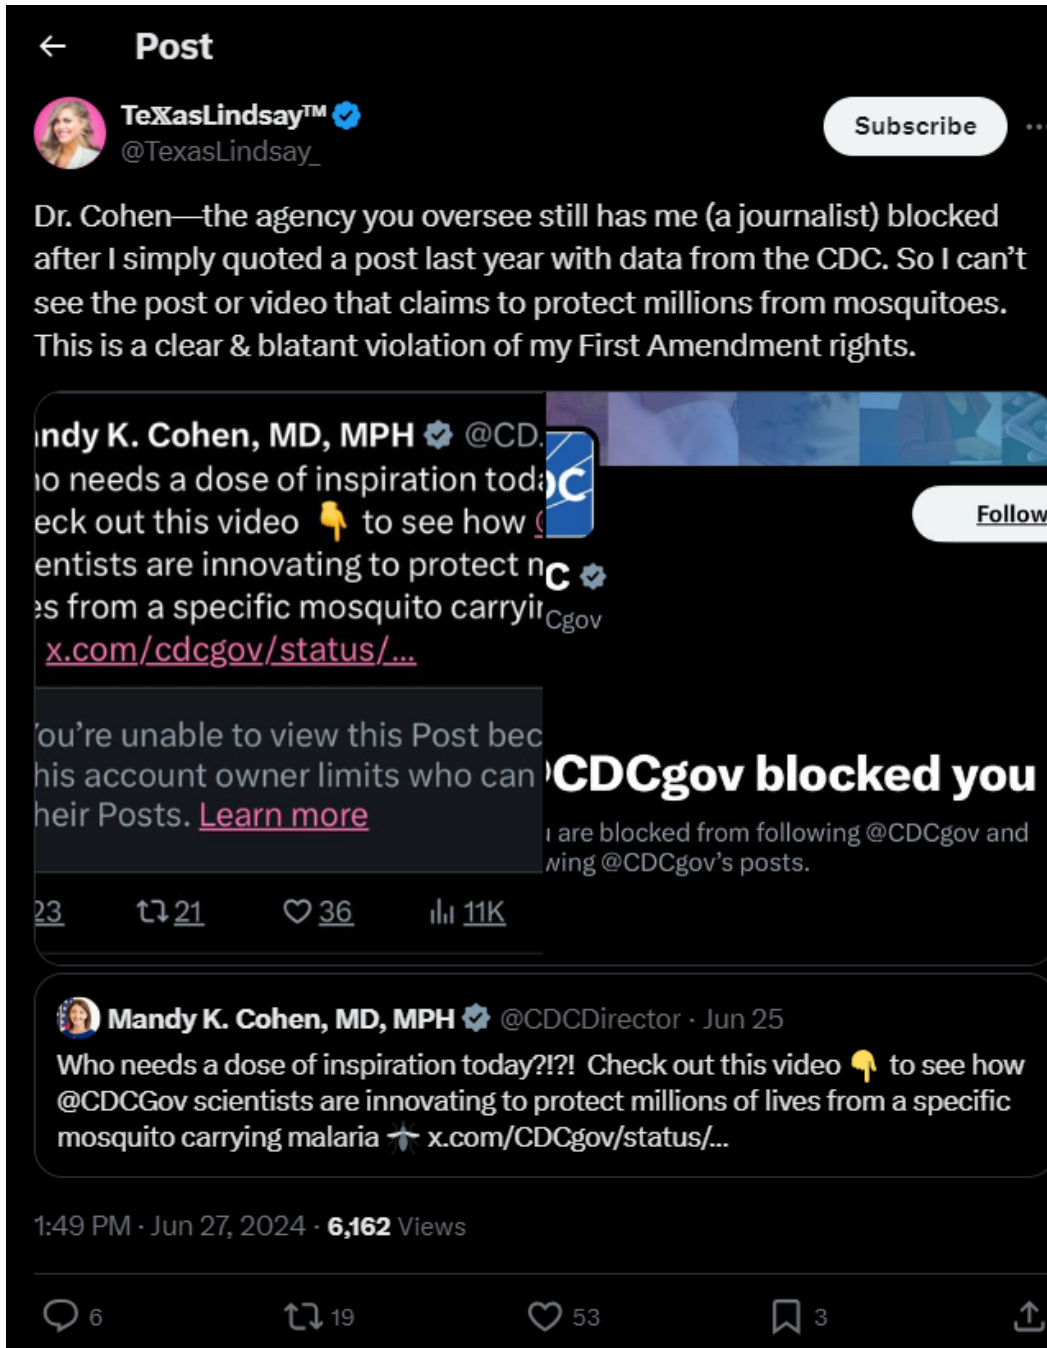 Post
TeXasLindsay™
@TexasLindsay_
Subscribe
Dr. Cohen—the agency you oversee still has me (a journalist) blocked
after I simply quoted a post last year with data from the CDC. So I can't
see the post or video that claims to protect millions from mosquitoes.
This is a clear & blatant violation of my First Amendment rights.
ndy K. Cohen, MD, MPH @CD.
no needs a dose of inspiration toda
eck out this video 👇 to see how @
entists are innovating to protect m
es from a specific mosquito carryin
x.com/cdcgov/status/...
You're unable to view this Post bec
his account owner limits who can
heir Posts. Learn more
23 21 36 11K
DC
Follow
C
Cgov
@CDCgov blocked you
u are blocked from following @CDCgov and
wing @CDCgov's posts.
Mandy K. Cohen, MD, MPH @CDCDirector · Jun 25
Who needs a dose of inspiration today?!?! Check out this video 👇 to see how
@CDCGov scientists are innovating to protect millions of lives from a specific
mosquito carrying malaria 🦟 x.com/CDCgov/status/...
1:49 PM · Jun 27, 2024 · 6,162 Views
6 19 53 3